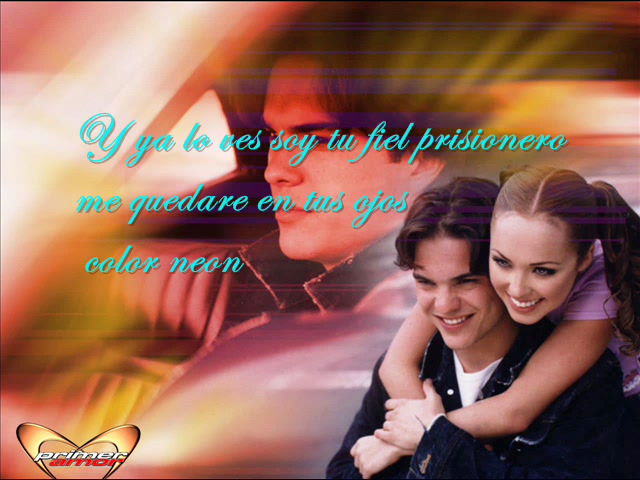 Y ya lo ves soy tu fiel prisionero
me quedare en tus ojos
color neon
primer
amor